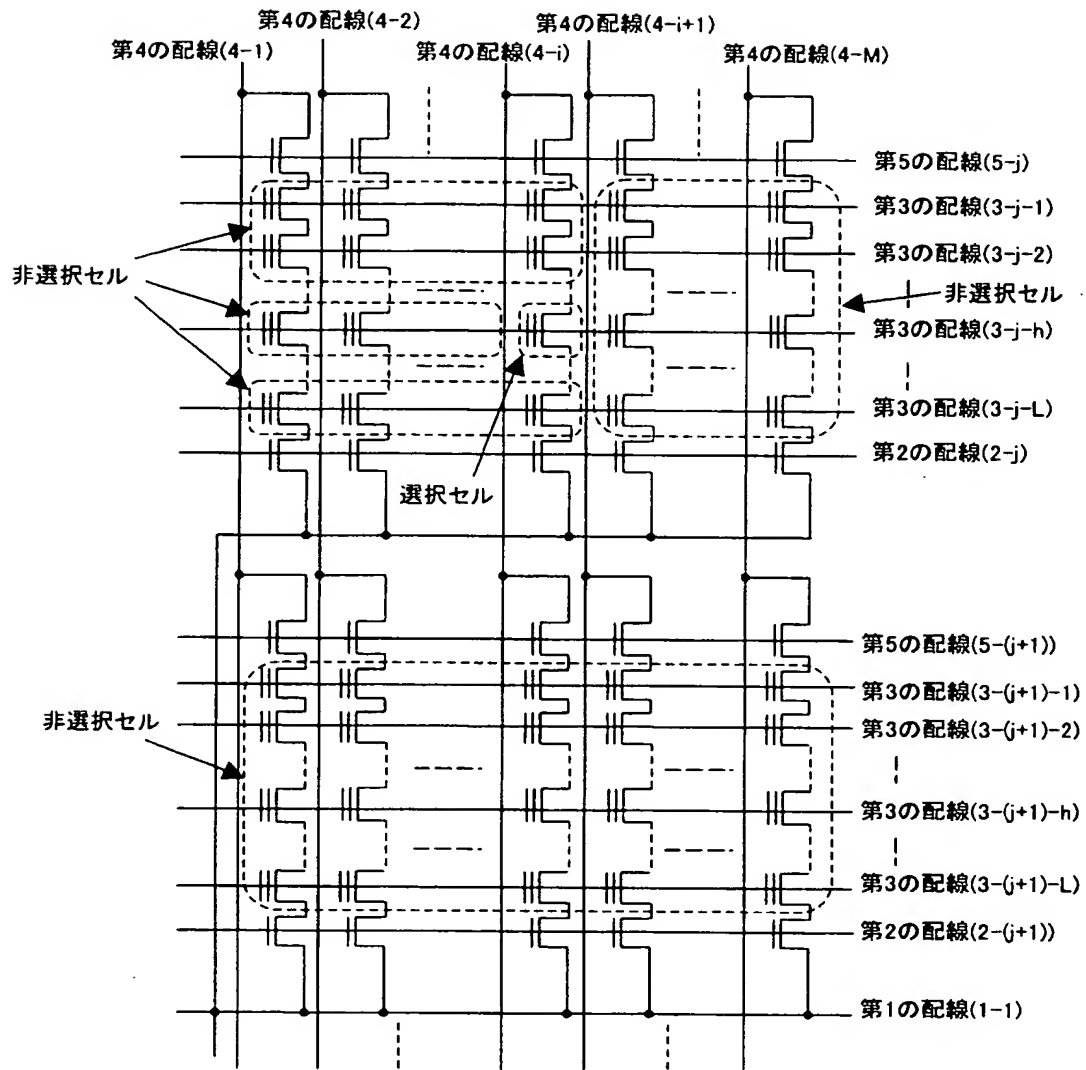 第4の配線(4-1)
第4の配線(4-2)
第4の配線(4-i)
第4の配線(4-i+1)
第4の配線(4-M)
第5の配線(5-j)
第3の配線(3-j-1)
第3の配線(3-j-2)
非選択セル
非選択セル
第3の配線(3-j-h)
第3の配線(3-j-L)
第2の配線(2-j)
選択セル
第5の配線(5-(j+1))
第3の配線(3-(j+1)-1)
非選択セル
第3の配線(3-(j+1)-2)
第3の配線(3-(j+1)-h)
第3の配線(3-(j+1)-L)
第2の配線(2-(j+1))
第1の配線(1-1)